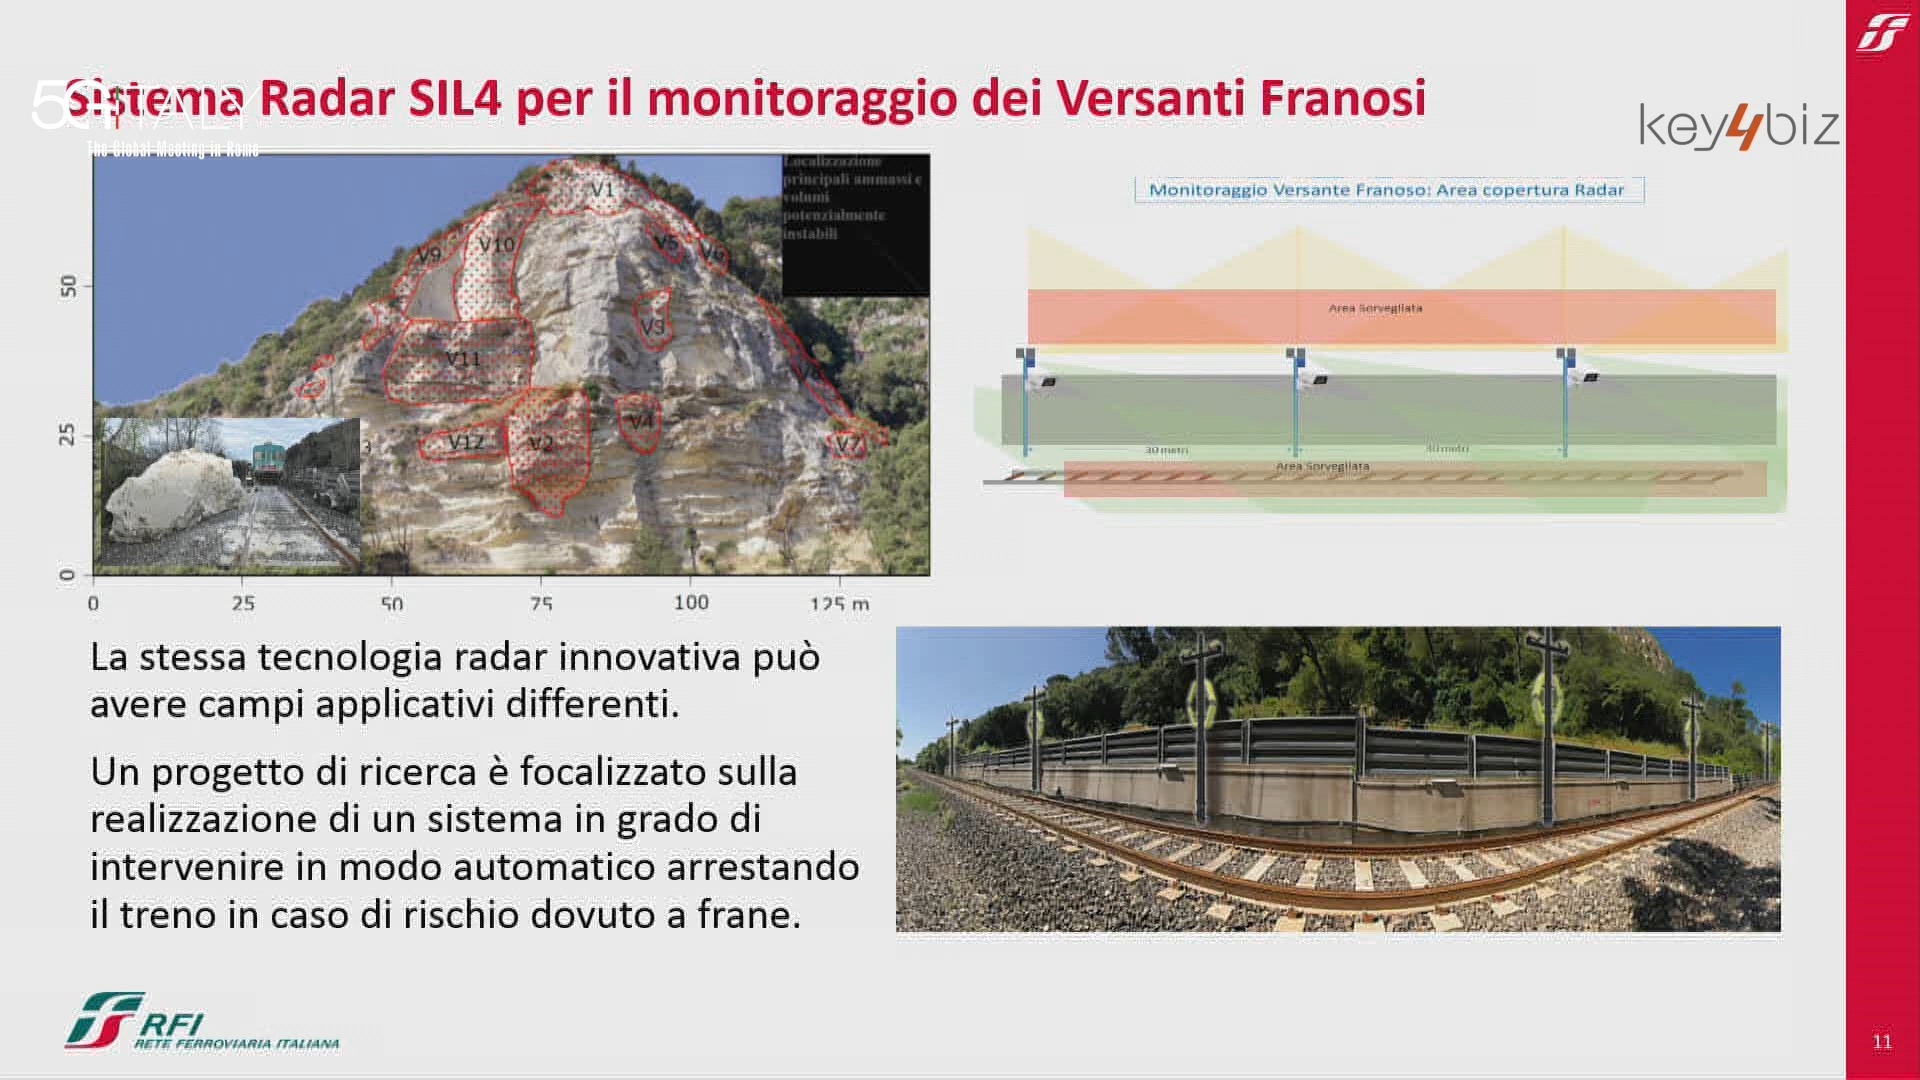 Sistema Radar SIL4 per il monitoraggio dei Versanti Franosi
5G ITALY
The Global Meeting in Rome
key4biz
Localizzazione
principali ammassi e
volumi
potenzialmente
instabili
V1
V10
V9
V5
V6
V3
V11
V8
V4
V12
V2
V7
3
50
25
0
0
25
50
75
100
125 m
Monitoraggio Versante Franoso: Area copertura Radar
Area Sorvegliata
30 metri
30 metri
Area Sorvegliata
La stessa tecnologia radar innovativa può
avere campi applicativi differenti.
Un progetto di ricerca è focalizzato sulla
realizzazione di un sistema in grado di
intervenire in modo automatico arrestando
il treno in caso di rischio dovuto a frane.
RFI
RETE FERROVIARIA ITALIANA
11